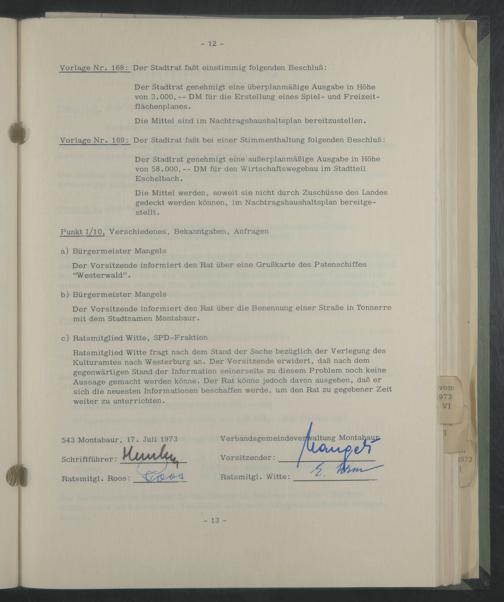 - 12 -
Vorlage Nr. 168: Der Stadtrat faßt einstimmig folgenden Beschluß:
Der Stadtrat genehmigt eine überplanmäßige Ausgabe in Höhe
von 3.000,-- DM für die Erstellung eines Spiel- und Freizeit-
flächenplanes.
Die Mittel sind im Nachtragshaushaltsplan bereitzustellen.
Vorlage Nr. 169: Der Stadtrat faßt bei einer Stimmenthaltung folgenden Beschluß:
Der Stadtrat genehmigt eine außerplanmäßige Ausgabe in Höhe
von 58.000,-- DM für den Wirtschaftswegebau im Stadtteil
Eschelbach.
Die Mittel werden, soweit sie nicht durch Zuschüsse des Landes
gedeckt werden können, im Nachtragshaushaltsplan bereitge-
stellt.
Punkt I/10, Verschiedenes, Bekanntgaben, Anfragen
a) Bürgermeister Mangels
Der Vorsitzende informiert den Rat über eine Grußkarte des Patenschiffes
"Westerwald".
b) Bürgermeister Mangels
Der Vorsitzende informiert den Rat über die Benennung einer Straße in Tonnerre
mit dem Stadtnamen Montabaur.
c) Ratsmitglied Witte, SPD-Fraktion
Ratsmitglied Witte fragt nach dem Stand der Sache bezüglich der Verlegung des
Kulturamtes nach Westerburg an. Der Vorsitzende erwidert, daß nach dem
gegenwärtigen Stand der Information seinerseits zu diesem Problem noch keine
Aussage gemacht werden könne. Der Rat könne jedoch davon ausgehen, daß er
sich die neuesten Informationen beschaffen werde, um den Rat zu gegebener Zeit
weiter zu unterrichten.
543 Montabaur, 17. Juli 1973 Verbandsgemeindeverwaltung Montabaur
Schriftführer: Vorsitzender: Mangels
Ratsmitgl. Roos: Roos Ratsmitgl. Witte:
- 13 -
vom
1973
VI
1973